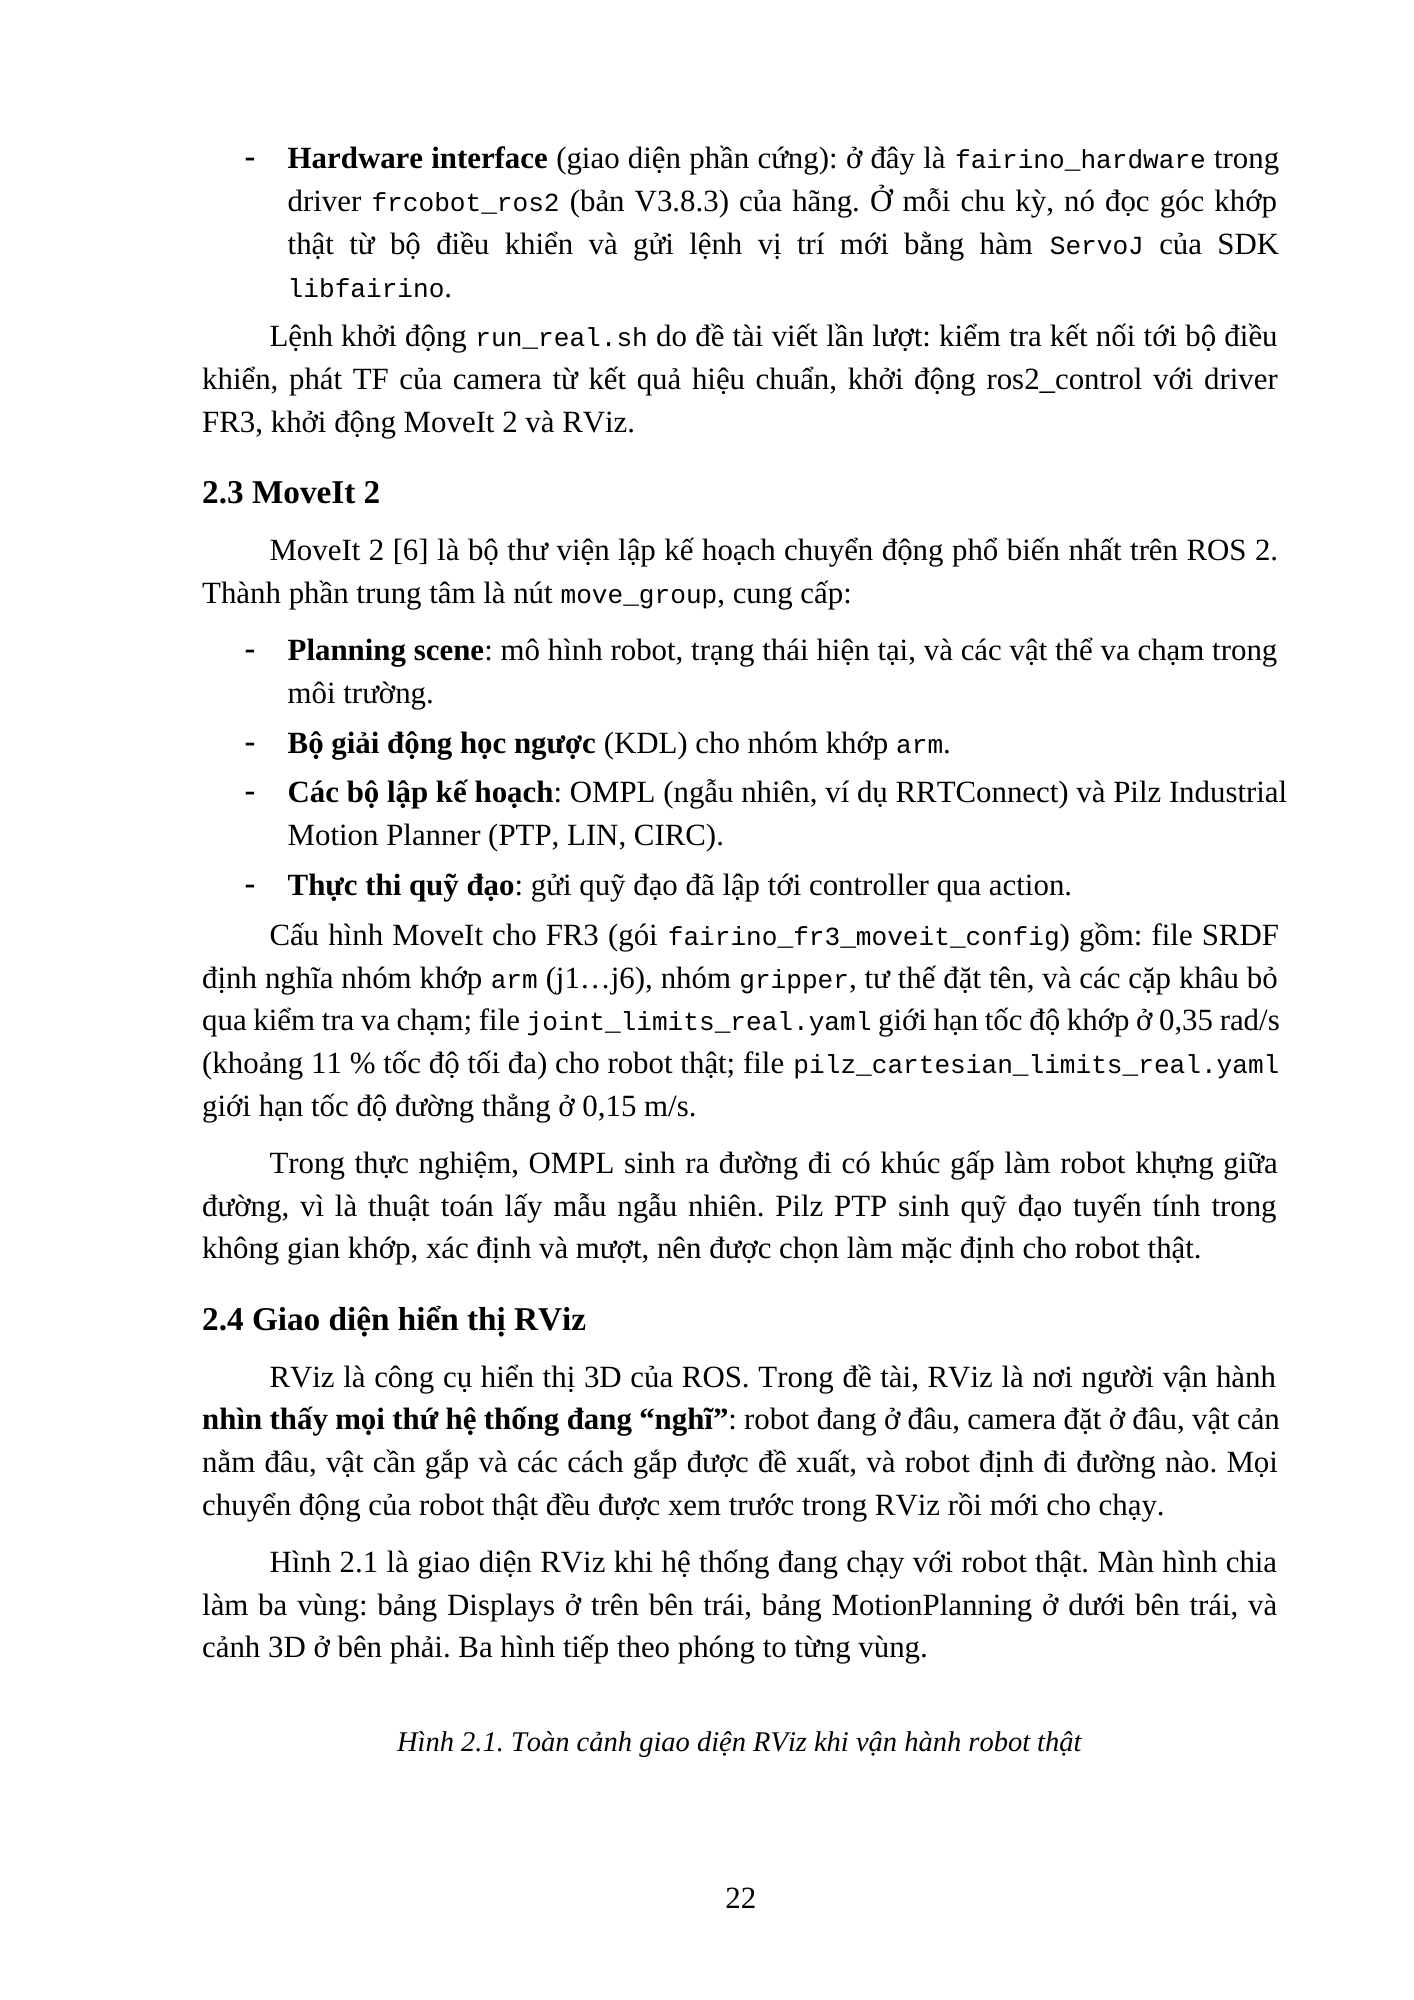 - Hardware interface (giao diện phần cứng): ở đây là fairino_hardware trong
driver frcobot_ros2 (bản V3.8.3) của hãng. Ở mỗi chu kỳ, nó đọc góc khớp
thật từ bộ điều khiển và gửi lệnh vị trí mới bằng hàm ServoJ của SDK
libfairino.
Lệnh khởi động run_real.sh do đề tài viết lần lượt: kiểm tra kết nối tới bộ điều
khiển, phát TF của camera từ kết quả hiệu chuẩn, khởi động ros2_control với driver
FR3, khởi động MoveIt 2 và RViz.
2.3 MoveIt 2
MoveIt 2 [6] là bộ thư viện lập kế hoạch chuyển động phổ biến nhất trên ROS 2.
Thành phần trung tâm là nút move_group, cung cấp:
- Planning scene: mô hình robot, trạng thái hiện tại, và các vật thể va chạm trong
môi trường.
- Bộ giải động học ngược (KDL) cho nhóm khớp arm.
- Các bộ lập kế hoạch: OMPL (ngẫu nhiên, ví dụ RRTConnect) và Pilz Industrial
Motion Planner (PTP, LIN, CIRC).
- Thực thi quỹ đạo: gửi quỹ đạo đã lập tới controller qua action.
Cấu hình MoveIt cho FR3 (gói fairino_fr3_moveit_config) gồm: file SRDF
định nghĩa nhóm khớp arm (j1…j6), nhóm gripper, tư thế đặt tên, và các cặp khâu bỏ
qua kiểm tra va chạm; file joint_limits_real.yaml giới hạn tốc độ khớp ở 0,35 rad/s
(khoảng 11 % tốc độ tối đa) cho robot thật; file pilz_cartesian_limits_real.yaml
giới hạn tốc độ đường thẳng ở 0,15 m/s.
Trong thực nghiệm, OMPL sinh ra đường đi có khúc gấp làm robot khựng giữa
đường, vì là thuật toán lấy mẫu ngẫu nhiên. Pilz PTP sinh quỹ đạo tuyến tính trong
không gian khớp, xác định và mượt, nên được chọn làm mặc định cho robot thật.
2.4 Giao diện hiển thị RViz
RViz là công cụ hiển thị 3D của ROS. Trong đề tài, RViz là nơi người vận hành
nhìn thấy mọi thứ hệ thống đang “nghĩ”: robot đang ở đâu, camera đặt ở đâu, vật cản
nằm đâu, vật cần gắp và các cách gắp được đề xuất, và robot định đi đường nào. Mọi
chuyển động của robot thật đều được xem trước trong RViz rồi mới cho chạy.
Hình 2.1 là giao diện RViz khi hệ thống đang chạy với robot thật. Màn hình chia
làm ba vùng: bảng Displays ở trên bên trái, bảng MotionPlanning ở dưới bên trái, và
cảnh 3D ở bên phải. Ba hình tiếp theo phóng to từng vùng.
Hình 2.1. Toàn cảnh giao diện RViz khi vận hành robot thật
22